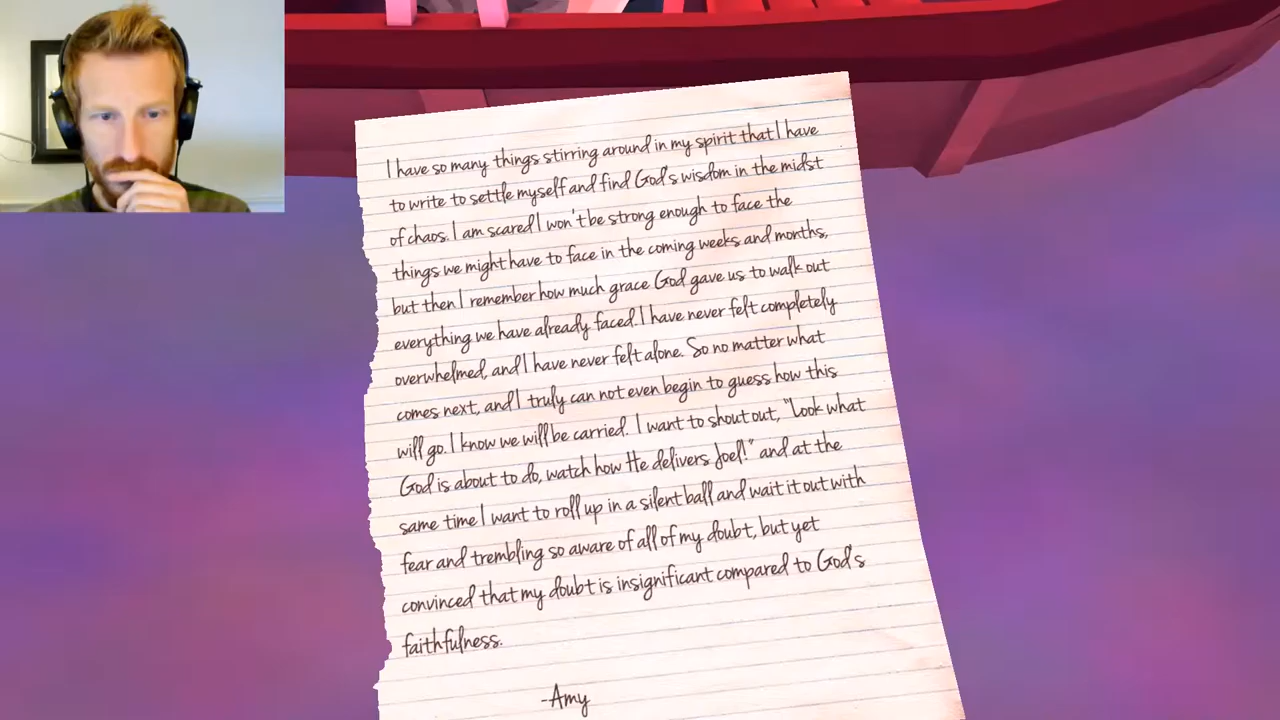 I have so many things stirring around in my spirit that I have
to write to settle myself and find God's wisdom in the midst
of chaos. I am scared I won't be strong enough to face the
things we might have to face in the coming weeks and months,
but then I remember how much grace God gave us to walk out
everything we have already faced. I have never felt completely
overwhelmed, and I have never felt alone. So no matter what
comes next, and I truly can not even begin to guess how this
will go. I know we will be carried. I want to shout out, "Look what
God is about to do, watch how He delivers Joel!" and at the
same time I want to roll up in a silent ball and wait it out with
fear and trembling so aware of all of my doubt, but yet
convinced that my doubt is insignificant compared to God's
faithfulness.
-Amy